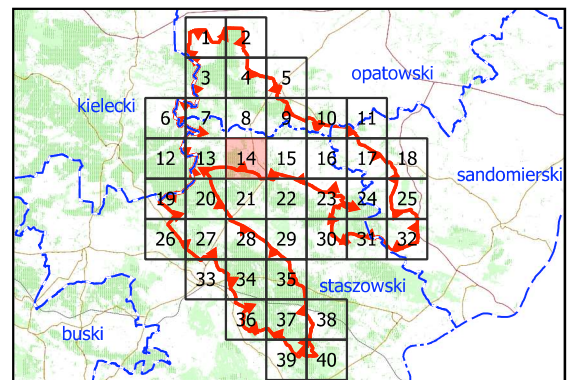 1 2
3 4 5
opatowski
kielecki
6 7 8 9 10 11
12 13 14 15 16 17 18
sandomierski
19 20 21 22 23 24 25
26 27 28 29 30 31 32
33 34 35
staszowski
36 37 38
buski
39 40